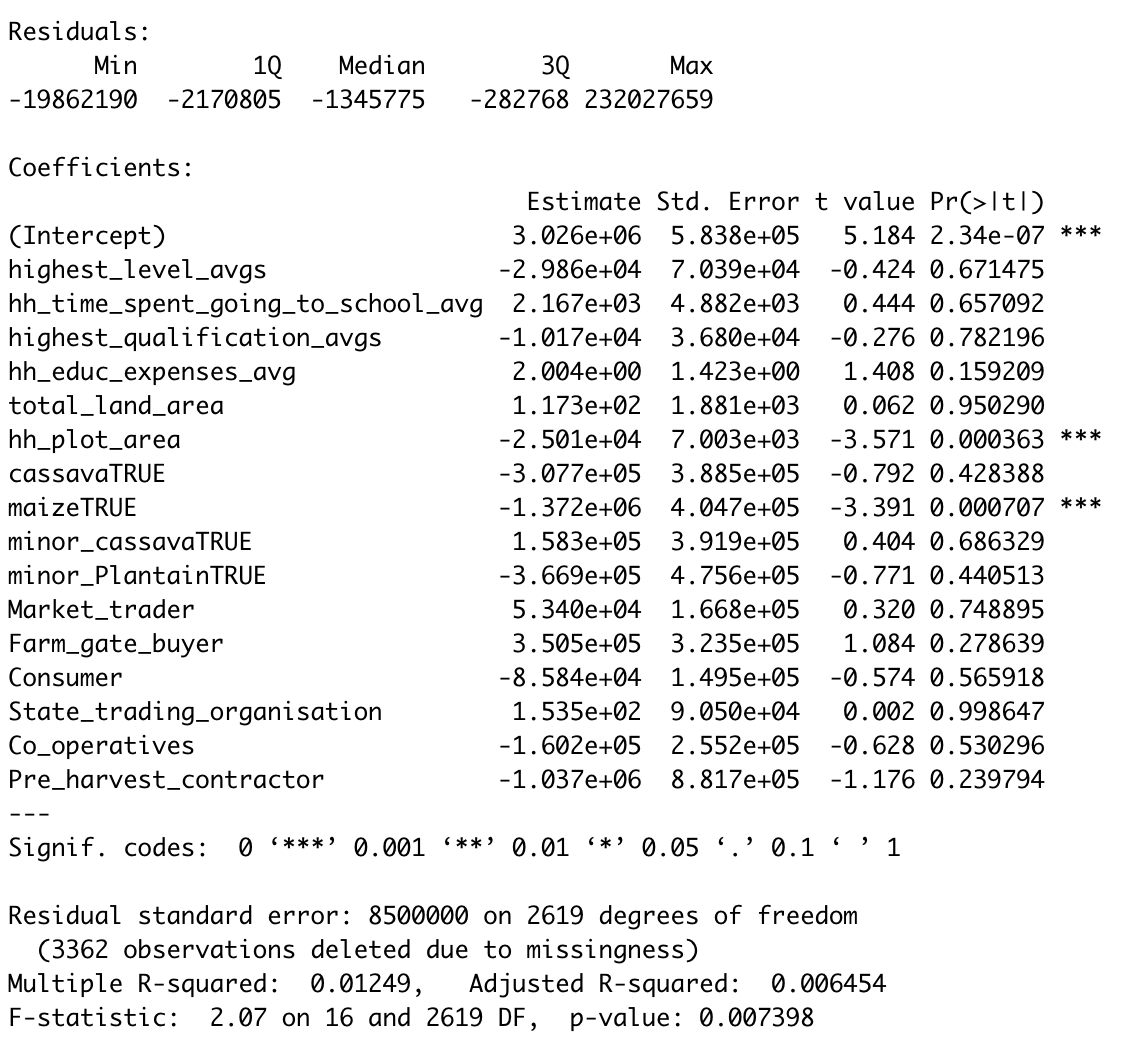 Residuals:
      Min        1Q    Median        3Q       Max
-19862190  -2170805  -1345775   -282768 232027659

Coefficients:
                                    Estimate Std. Error t value Pr(>|t|)
(Intercept)                        3.026e+06  5.838e+05   5.184 2.34e-07 ***
highest_level_avgs                -2.986e+04  7.039e+04  -0.424 0.671475
hh_time_spent_going_to_school_avg  2.167e+03  4.882e+03   0.444 0.657092
highest_qualification_avgs        -1.017e+04  3.680e+04  -0.276 0.782196
hh_educ_expenses_avg               2.004e+00  1.423e+00   1.408 0.159209
total_land_area                    1.173e+02  1.881e+03   0.062 0.950290
hh_plot_area                      -2.501e+04  7.003e+03  -3.571 0.000363 ***
cassavaTRUE                       -3.077e+05  3.885e+05  -0.792 0.428388
maizeTRUE                         -1.372e+06  4.047e+05  -3.391 0.000707 ***
minor_cassavaTRUE                  1.583e+05  3.919e+05   0.404 0.686329
minor_PlantainTRUE                -3.669e+05  4.756e+05  -0.771 0.440513
Market_trader                      5.340e+04  1.668e+05   0.320 0.748895
Farm_gate_buyer                    3.505e+05  3.235e+05   1.084 0.278639
Consumer                          -8.584e+04  1.495e+05  -0.574 0.565918
State_trading_organisation         1.535e+02  9.050e+04   0.002 0.998647
Co_operatives                     -1.602e+05  2.552e+05  -0.628 0.530296
Pre_harvest_contractor            -1.037e+06  8.817e+05  -1.176 0.239794
---
Signif. codes:  0 ‘***’ 0.001 ‘**’ 0.01 ‘*’ 0.05 ‘.’ 0.1 ‘ ’ 1

Residual standard error: 8500000 on 2619 degrees of freedom
  (3362 observations deleted due to missingness)
Multiple R-squared:  0.01249,	Adjusted R-squared:  0.006454
F-statistic:  2.07 on 16 and 2619 DF,  p-value: 0.007398